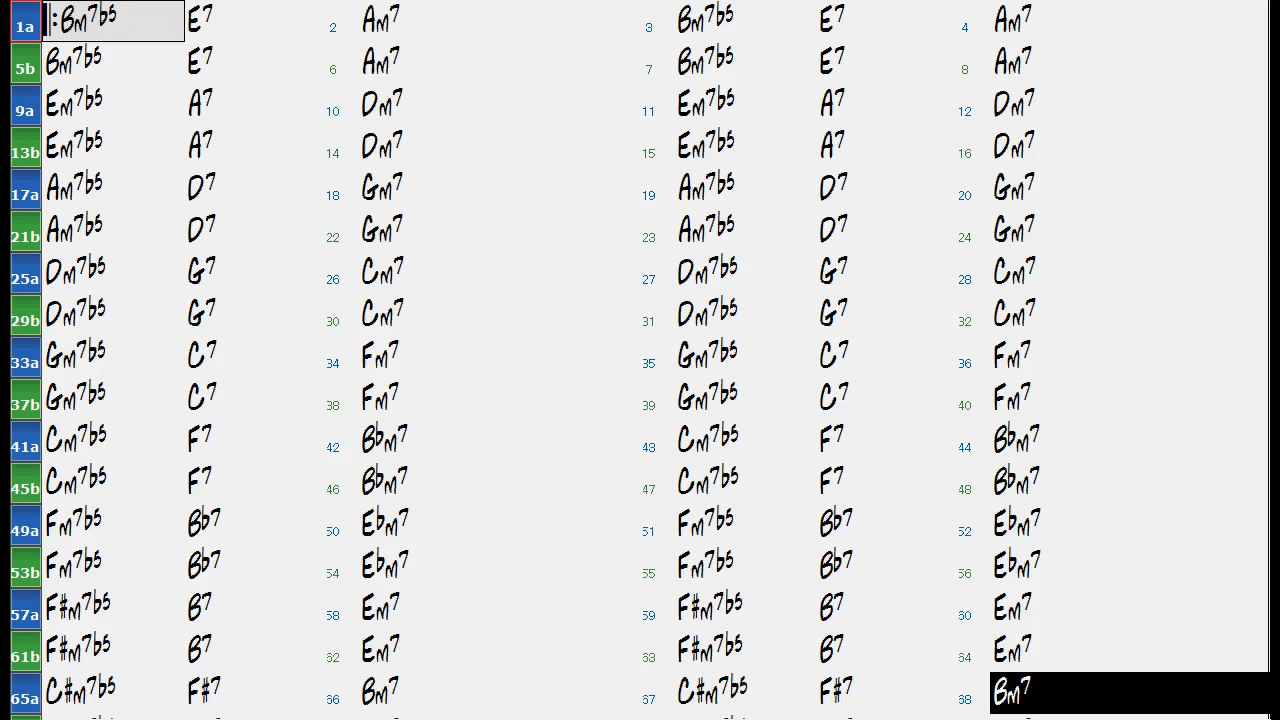 1a 𝄆 Bm7b5 E7 2 Am7 3 Bm7b5 E7 4 Am7
5b Bm7b5 E7 6 Am7 7 Bm7b5 E7 8 Am7
9a Em7b5 A7 10 Dm7 11 Em7b5 A7 12 Dm7
13b Em7b5 A7 14 Dm7 15 Em7b5 A7 16 Dm7
17a Am7b5 D7 18 Gm7 19 Am7b5 D7 20 Gm7
21b Am7b5 D7 22 Gm7 23 Am7b5 D7 24 Gm7
25a Dm7b5 G7 26 Cm7 27 Dm7b5 G7 28 Cm7
29b Dm7b5 G7 30 Cm7 31 Dm7b5 G7 32 Cm7
33a Gm7b5 C7 34 Fm7 35 Gm7b5 C7 36 Fm7
37b Gm7b5 C7 38 Fm7 39 Gm7b5 C7 40 Fm7
41a Cm7b5 F7 42 Bbm7 43 Cm7b5 F7 44 Bbm7
45b Cm7b5 F7 46 Bbm7 47 Cm7b5 F7 48 Bbm7
49a Fm7b5 Bb7 50 Ebm7 51 Fm7b5 Bb7 52 Ebm7
53b Fm7b5 Bb7 54 Ebm7 55 Fm7b5 Bb7 56 Ebm7
57a F#m7b5 B7 58 Em7 59 F#m7b5 B7 60 Em7
61b F#m7b5 B7 62 Em7 63 F#m7b5 B7 64 Em7
65a C#m7b5 F#7 66 Bm7 67 C#m7b5 F#7 68 Bm7